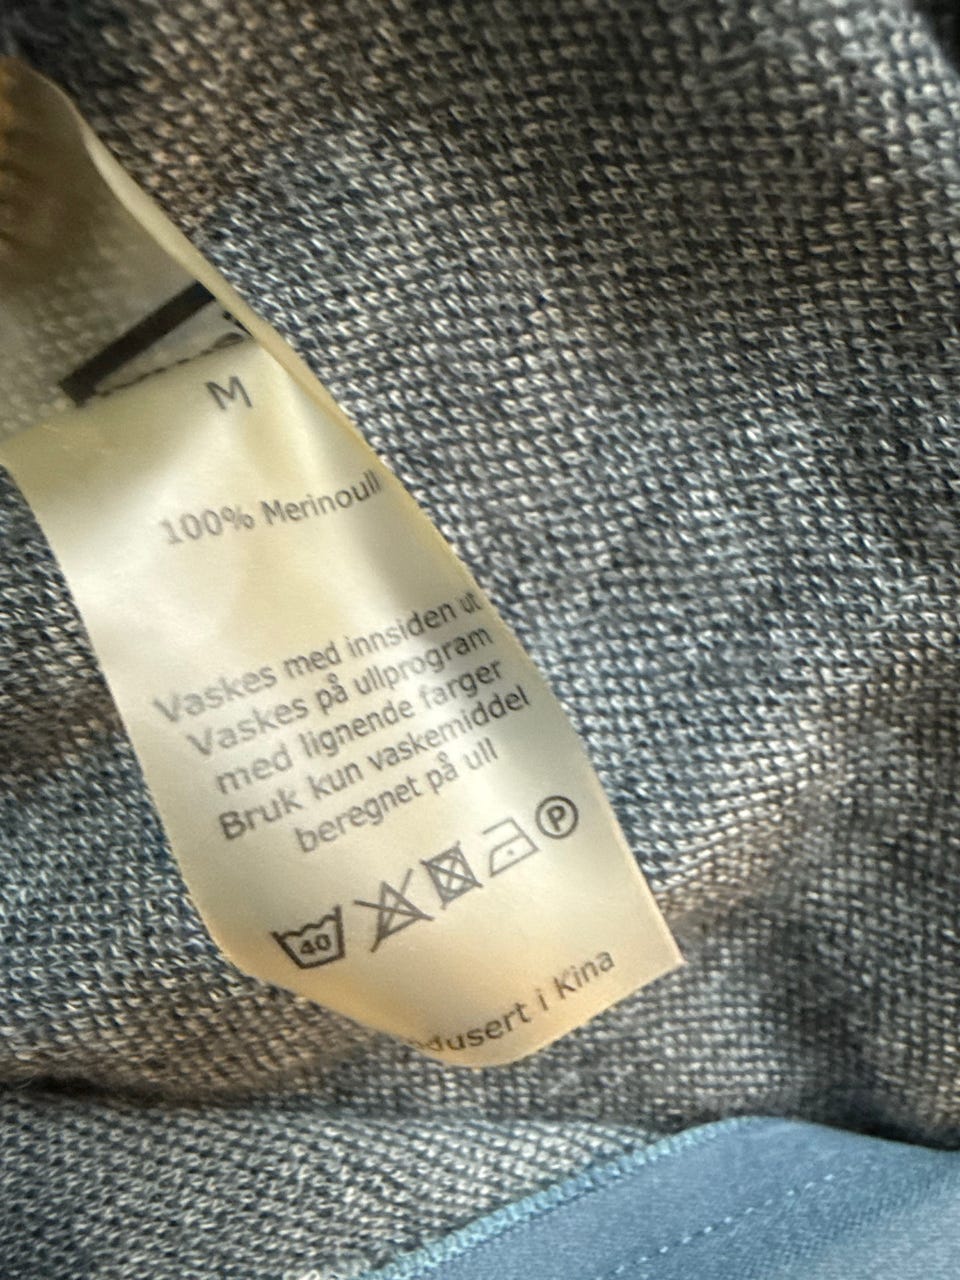 M
100% Merinoull
Vaskes med innsiden ut
Vaskes på ullprogram
med lignende farger
Bruk kun vaskemiddel
beregnet på ull
40 P
i Kina